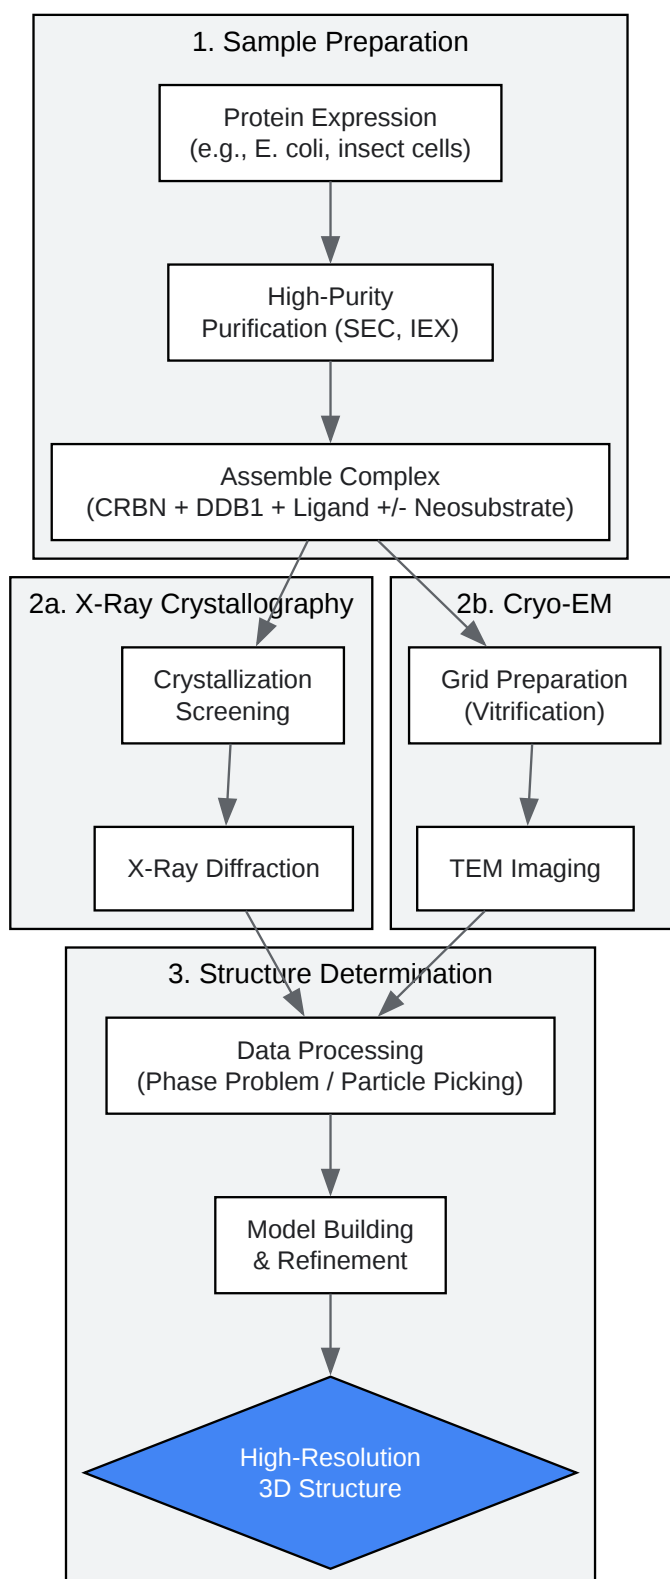 1. Sample Preparation
Protein Expression
(e.g., E. coli, insect cells)
High-Purity
Purification (SEC, IEX)
Assemble Complex
(CRBN + DDB1 + Ligand +/- Neosubstrate)
2a. X-Ray Crystallography
Crystallization
Screening
X-Ray Diffraction
2b. Cryo-EM
Grid Preparation
(Vitrification)
TEM Imaging
3. Structure Determination
Data Processing
(Phase Problem / Particle Picking)
Model Building
& Refinement
High-Resolution
3D Structure